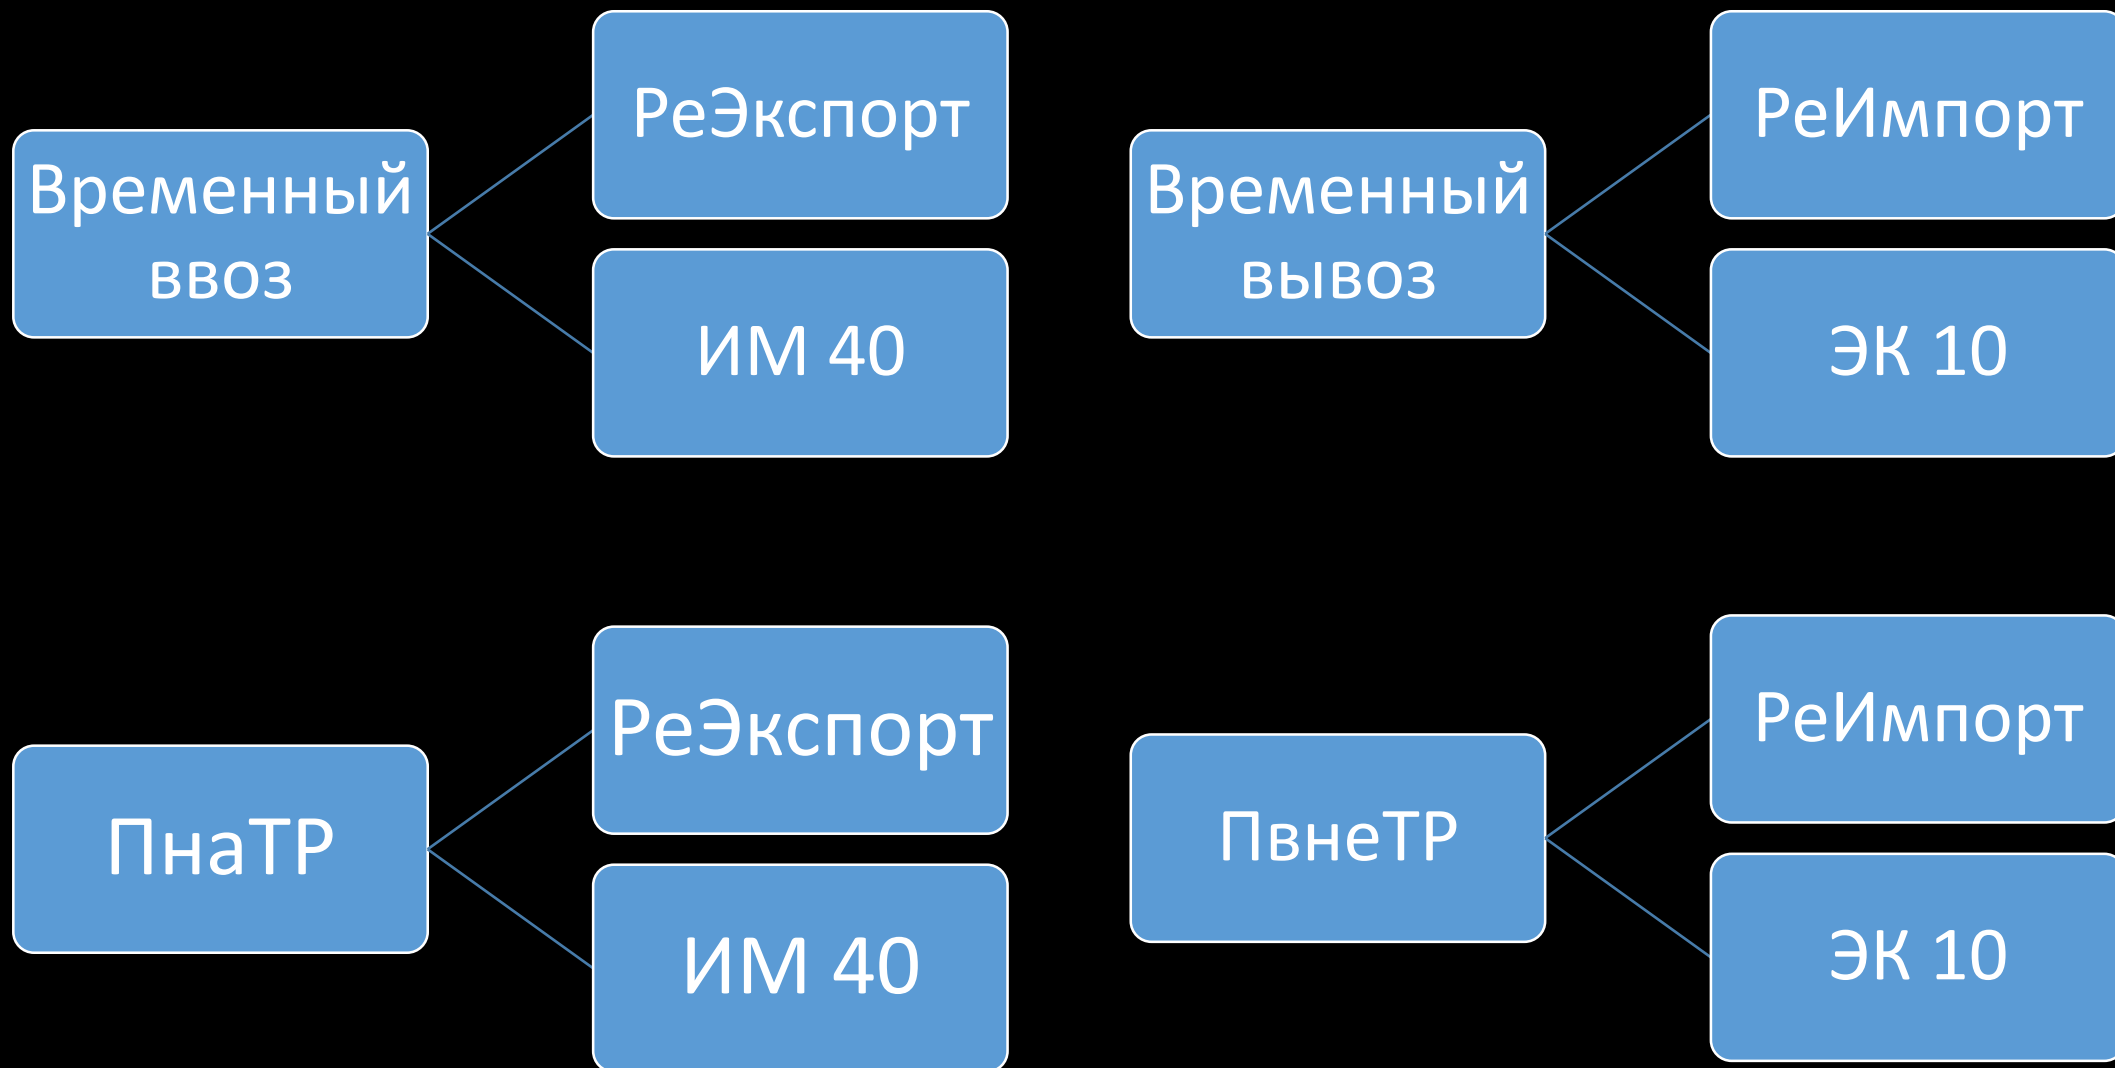 Временный
ввоз
РеЭкспорт
ИМ 40
Временный
вывоз
РеИмпорт
ЭК 10
ПнаТР
РеЭкспорт
ИМ 40
ПвнеТР
РеИмпорт
ЭК 10